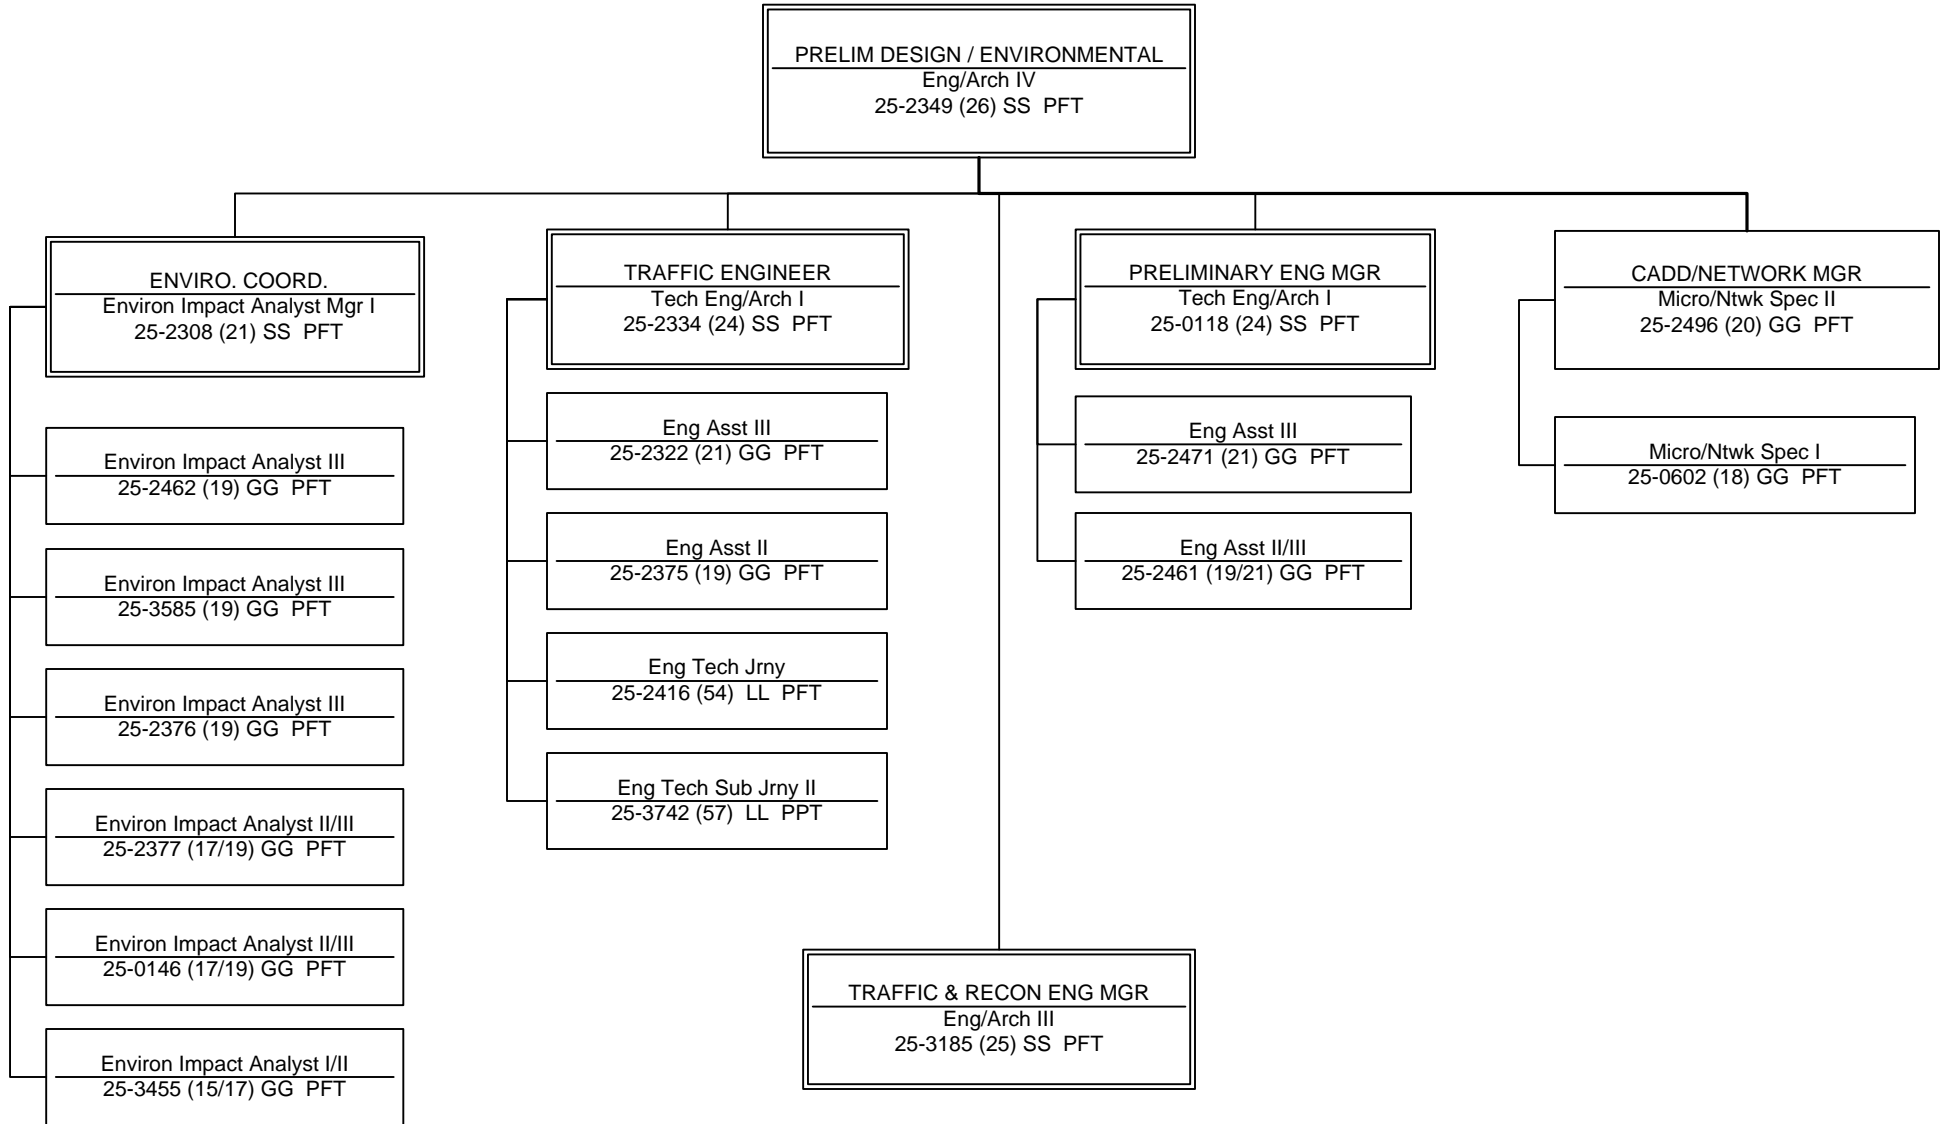 PRELIM DESIGN / ENVIRONMENTAL
Eng/Arch IV
25-2349 (26) SS PFT
ENVIRO. COORD.
Environ Impact Analyst Mgr I
25-2308 (21) SS PFT
Environ Impact Analyst III
25-2462 (19) GG PFT
Environ Impact Analyst III
25-3585 (19) GG PFT
Environ Impact Analyst III
25-2376 (19) GG PFT
Environ Impact Analyst II/III
25-2377 (17/19) GG PFT
Environ Impact Analyst II/III
25-0146 (17/19) GG PFT
Environ Impact Analyst I/II
25-3455 (15/17) GG PFT
TRAFFIC ENGINEER
Tech Eng/Arch I
25-2334 (24) SS PFT
Eng Asst III
25-2322 (21) GG PFT
Eng Asst II
25-2375 (19) GG PFT
Eng Tech Jrny
25-2416 (54) LL PFT
Eng Tech Sub Jrny II
25-3742 (57) LL PPT
TRAFFIC & RECON ENG MGR
Eng/Arch III
25-3185 (25) SS PFT
PRELIMINARY ENG MGR
Tech Eng/Arch I
25-0118 (24) SS PFT
Eng Asst III
25-2471 (21) GG PFT
Eng Asst II/III
25-2461 (19/21) GG PFT
CADD/NETWORK MGR
Micro/Ntwk Spec II
25-2496 (20) GG PFT
Micro/Ntwk Spec I
25-0602 (18) GG PFT